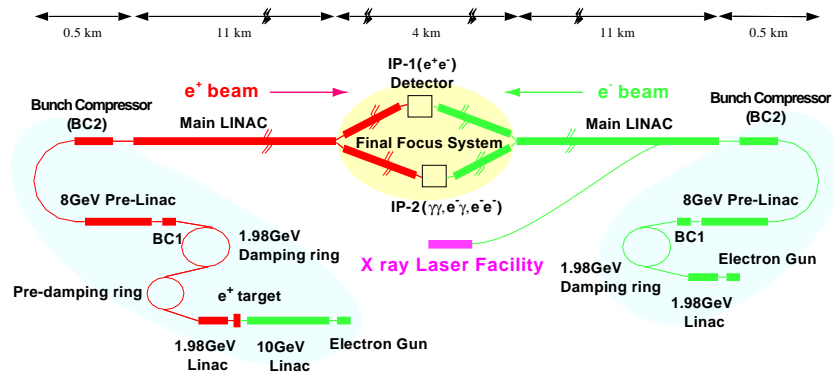 0.5 km
11 km
4 km
11 km
0.5 km
IP-1(e⁺e⁻)
Detector
e⁺ beam
e⁻ beam
Bunch Compressor
(BC2)
Main LINAC
Final Focus System
Main LINAC
Bunch Compressor
(BC2)
IP-2(γγ,e⁻γ,e⁻e⁻)
8GeV Pre-Linac
BC1
1.98GeV
Damping ring
X ray Laser Facility
8GeV Pre-Linac
BC1
Electron Gun
1.98GeV
Damping ring
1.98GeV
Linac
Pre-damping ring
e⁺ target
1.98GeV
Linac
10GeV
Linac
Electron Gun